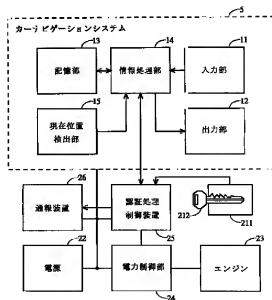 5
カーナビゲーションシステム
13
14
11
記憶部
情報処理部
入力部
15
12
現在位置
検出部
出力部
26
通報装置
認証処理
制御装置
212
211
22
25
23
電源
電力制御部
エンジン
24